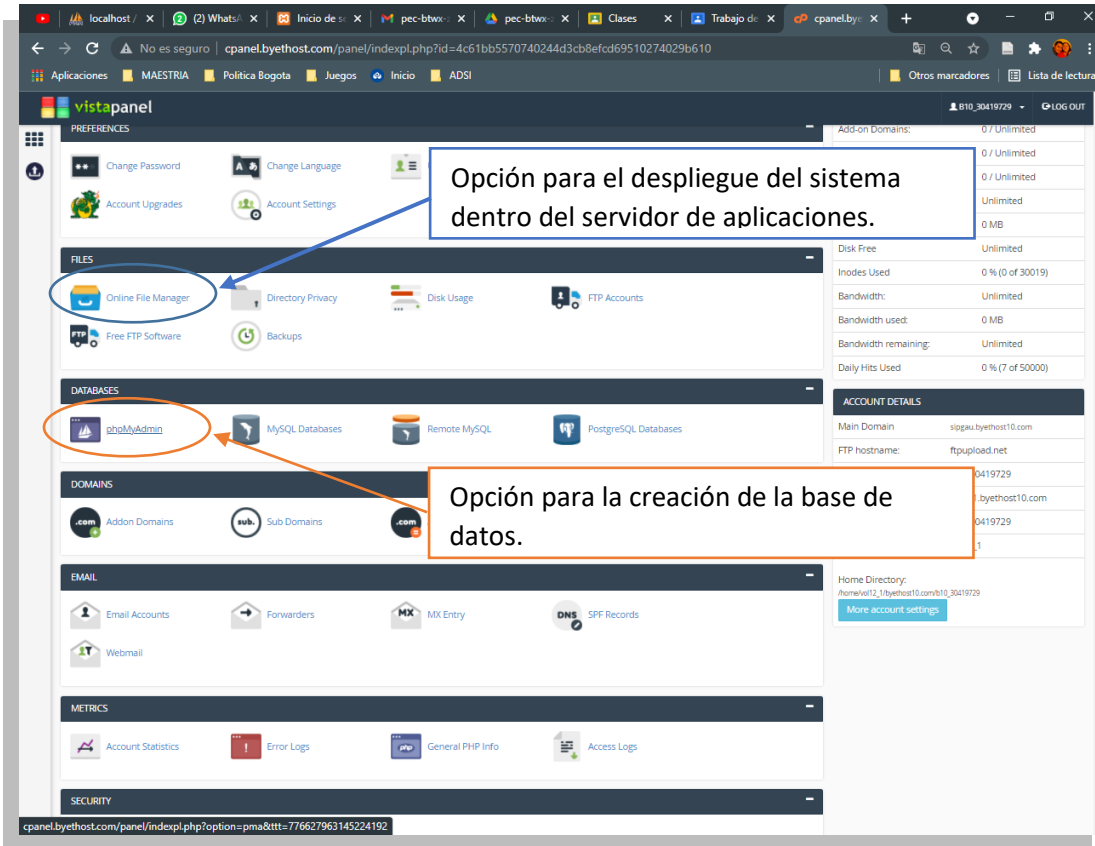 localhost /
(2) WhatsA
Inicio de se
pec-btwx-z
pec-btwx-z
Clases
Trabajo de
cpanel.bye
No es seguro | cpanel.byethost.com/panel/indexpl.php?id=4c61bb5570740244d3cb8efcd69510274029b610
Aplicaciones MAESTRIA Politica Bogota Juegos Inicio ADSI Otros marcadores Lista de lectura
vistapanel B10_30419729 LOG OUT
PREFERENCES
Change Password Change Language
Account Upgrades Account Settings
Opción para el despliegue del sistema
dentro del servidor de aplicaciones.
FILES
Online File Manager Directory Privacy Disk Usage FTP Accounts
Free FTP Software Backups
DATABASES
phpMyAdmin MySQL Databases Remote MySQL PostgreSQL Databases
DOMAINS
Addon Domains Sub Domains
Opción para la creación de la base de
datos.
EMAIL
Email Accounts Forwarders MX Entry SPF Records
Webmail
METRICS
Account Statistics Error Logs General PHP Info Access Logs
SECURITY
Add-on Domains: 0 / Unlimited
0 / Unlimited
0 / Unlimited
Unlimited
0 MB
Disk Free Unlimited
Inodes Used 0 % (0 of 30019)
Bandwidth: Unlimited
Bandwidth used: 0 MB
Bandwidth remaining: Unlimited
Daily Hits Used 0 % (7 of 50000)
ACCOUNT DETAILS
Main Domain sipgau.byethost10.com
FTP hostname: ftpupload.net
0419729
.byethost10.com
0419729
Home Directory:
/home/vol12_1/byethost10.com/b10_30419729
More account settings
cpanel.byethost.com/panel/indexpl.php?option=pma&ttt=776627963145224192